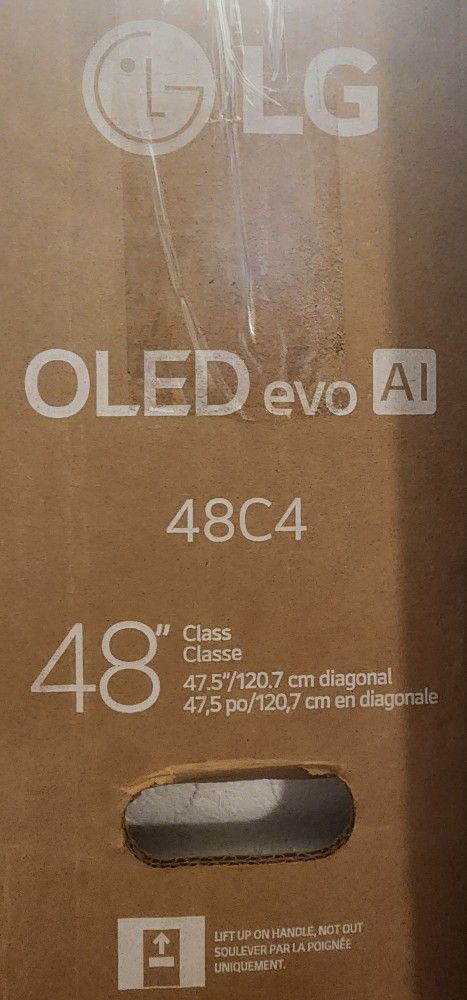 LG
OLED evo AI
48C4
48" Class
Classe
47.5"/120.7 cm diagonal
47,5 po/120,7 cm en diagonale
LIFT UP ON HANDLE, NOT OUT
SOULEVER PAR LA POIGNÉE
UNIQUEMENT.